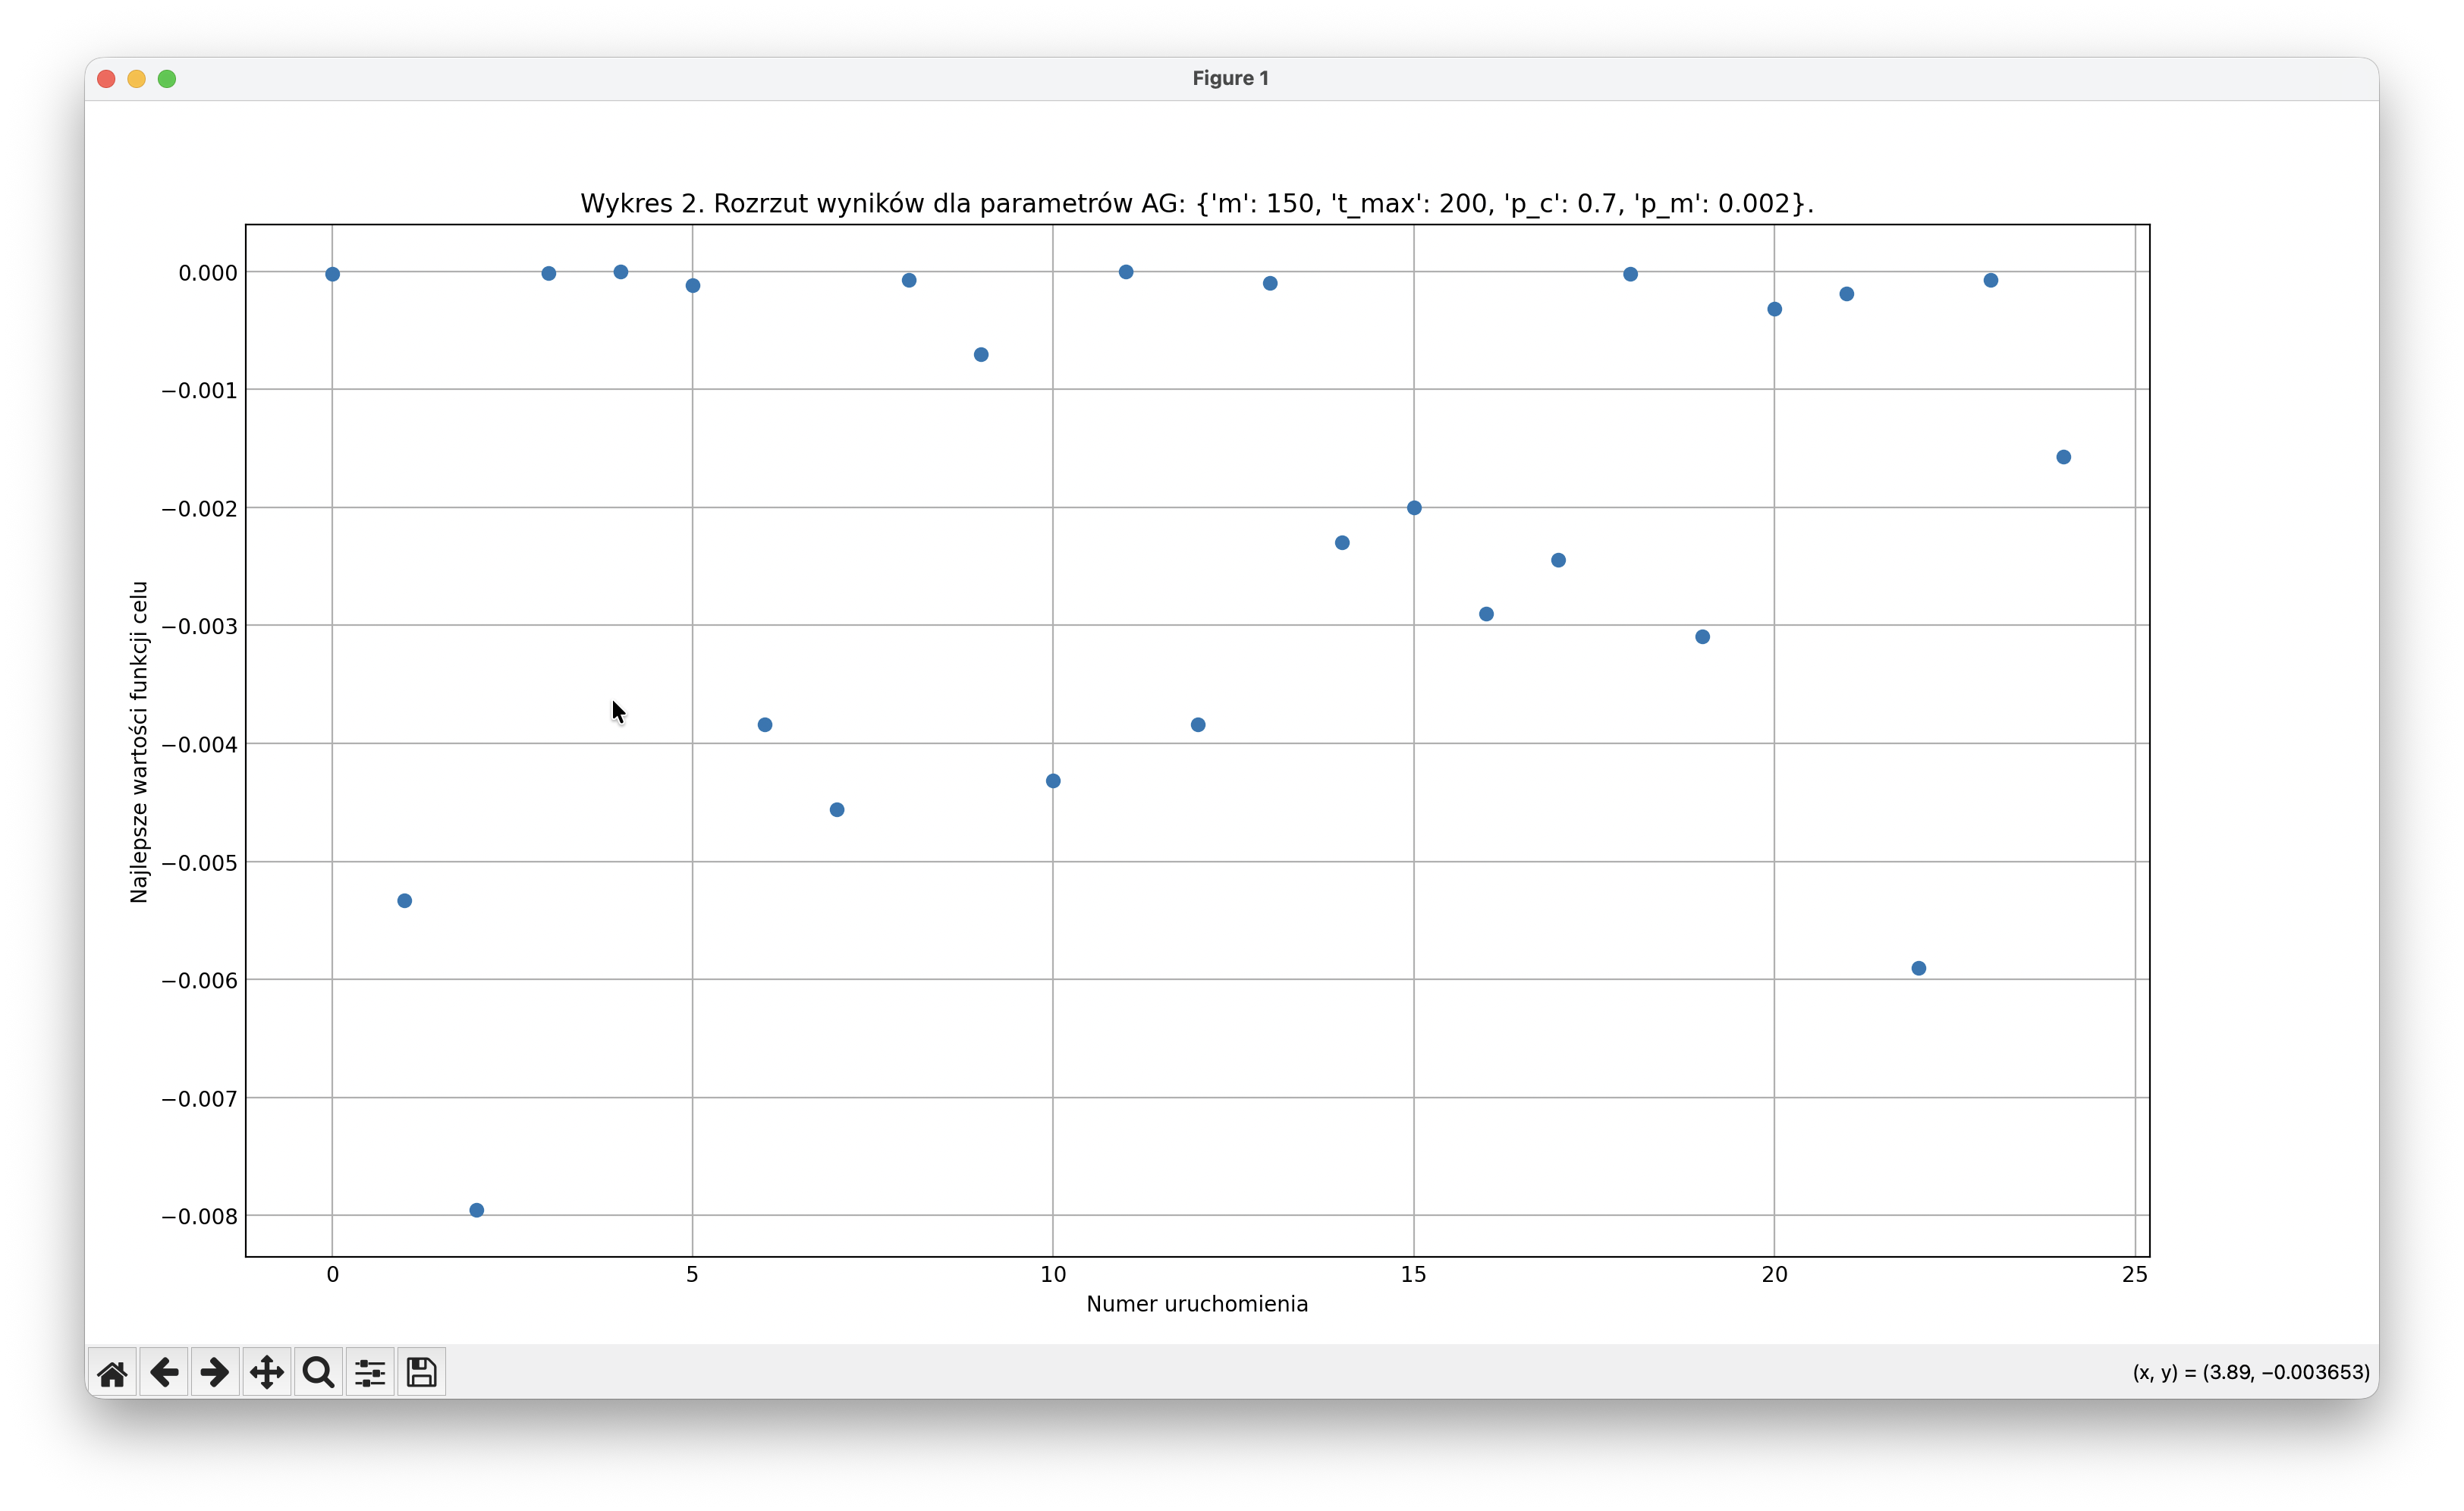 Figure 1
Wykres 2. Rozrzut wyników dla parametrów AG: {'m': 150, 't_max': 200, 'p_c': 0.7, 'p_m': 0.002}.
0.000
−0.001
−0.002
−0.003
−0.004
−0.005
−0.006
−0.007
−0.008
Najlepsze wartości funkcji celu
0 5 10 15 20 25
Numer uruchomienia
(x, y) = (3.89, −0.003653)